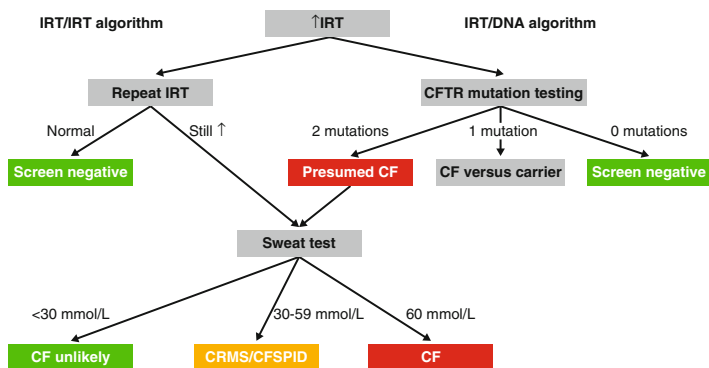 IRT/IRT algorithm
↑IRT
IRT/DNA algorithm
Repeat IRT
CFTR mutation testing
Normal
Still ↑
2 mutations
1 mutation
0 mutations
Screen negative
Presumed CF
CF versus carrier
Screen negative
Sweat test
<30 mmol/L
30-59 mmol/L
60 mmol/L
CF unlikely
CRMS/CFSPID
CF